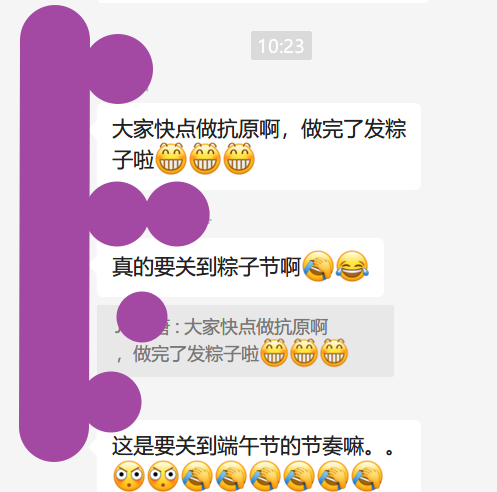 10:23
大家快点做抗原啊，做完了发粽
子啦😁😁😁
真的要关到粽子节啊🤦😂
：大家快点做抗原啊
，做完了发粽子啦😁😁😁
这是要关到端午节的节奏嘛。。
😳😳🤦🤦🤦🤦🤦🤦